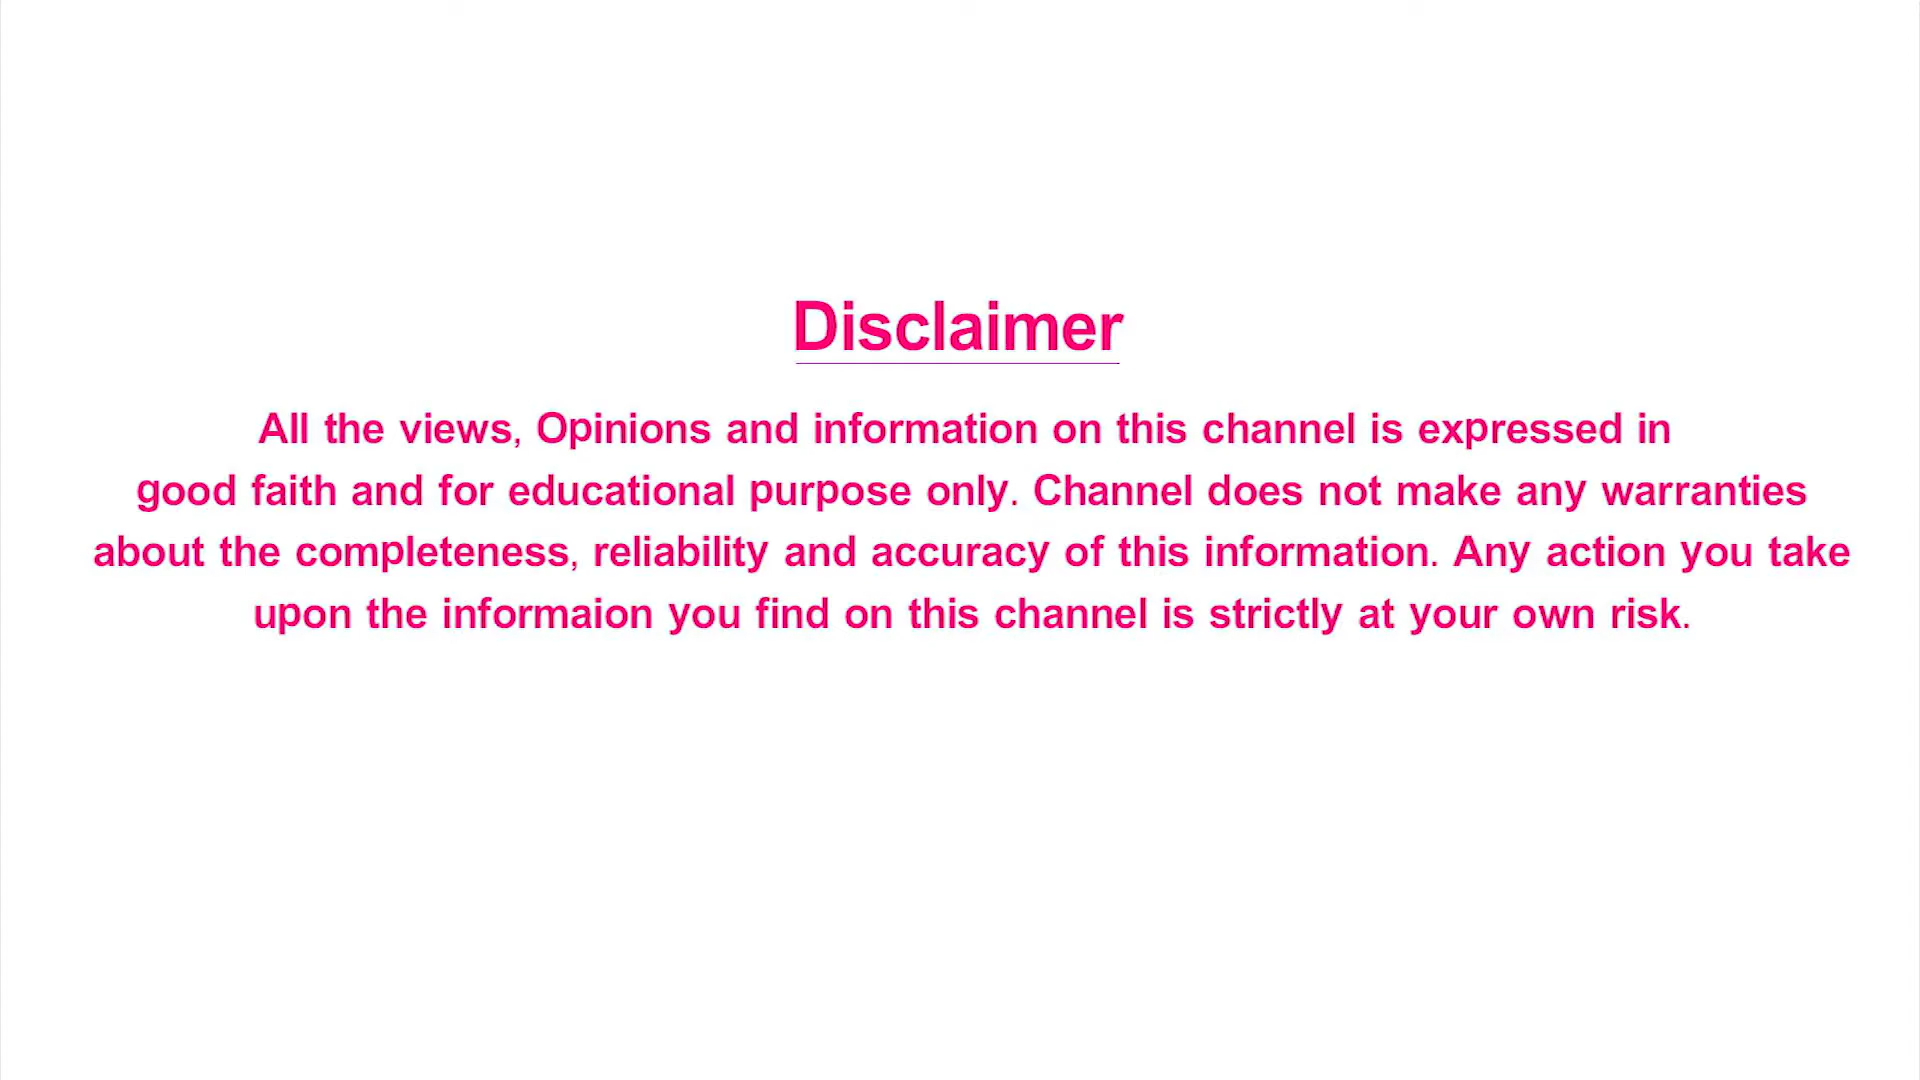 Disclaimer
All the views, Opinions and information on this channel is expressed in
good faith and for educational purpose only. Channel does not make any warranties
about the completeness, reliability and accuracy of this information. Any action you take
upon the informaion you find on this channel is strictly at your own risk.